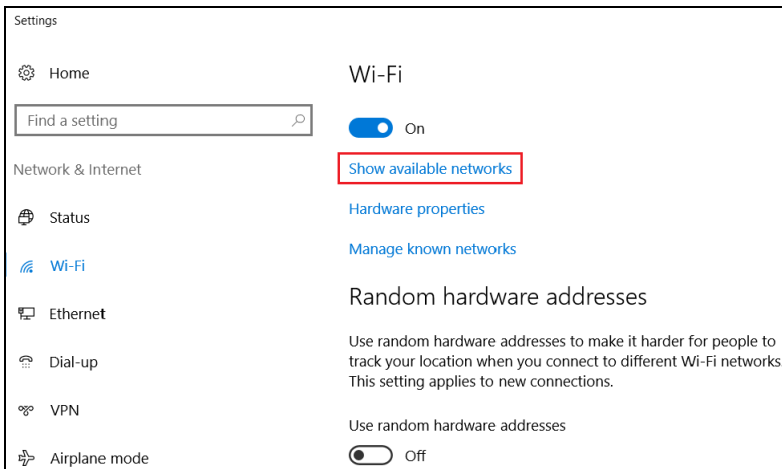 Settings
Home
Find a setting
Network & Internet
Status
Wi-Fi
Ethernet
Dial-up
VPN
Airplane mode
Wi-Fi
On
Show available networks
Hardware properties
Manage known networks
Random hardware addresses
Use random hardware addresses to make it harder for people to
track your location when you connect to different Wi-Fi networks.
This setting applies to new connections.
Use random hardware addresses
Off